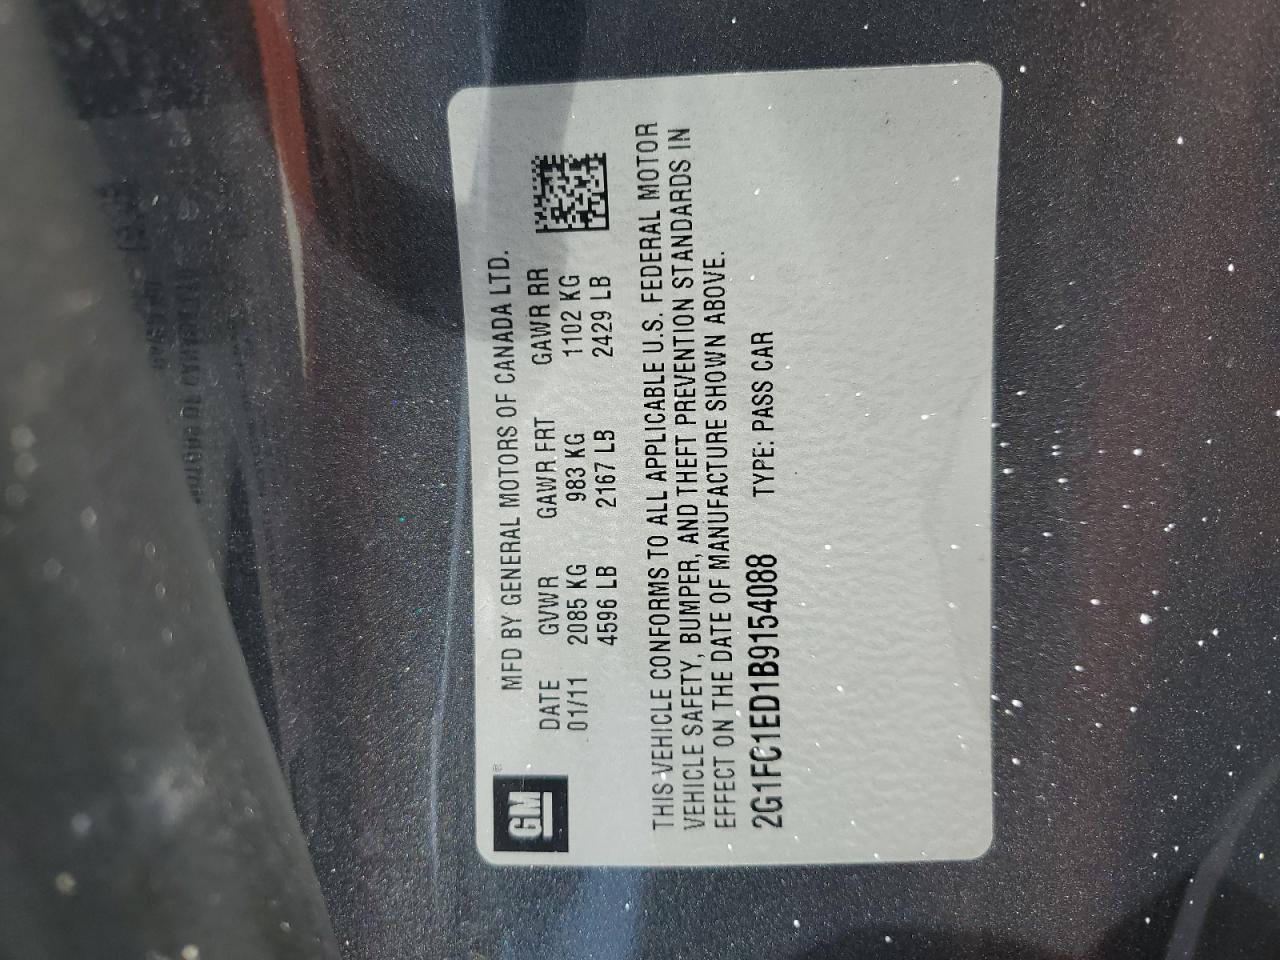 GM ®
MFD BY GENERAL MOTORS OF CANADA LTD.
DATE GVWR GAWR FRT GAWR RR
01/11 2085 KG 983 KG 1102 KG
4596 LB 2167 LB 2429 LB
THIS VEHICLE CONFORMS TO ALL APPLICABLE U.S. FEDERAL MOTOR
VEHICLE SAFETY, BUMPER, AND THEFT PREVENTION STANDARDS IN
EFFECT ON THE DATE OF MANUFACTURE SHOWN ABOVE.
2G1FC1ED1B9154088 TYPE: PASS CAR